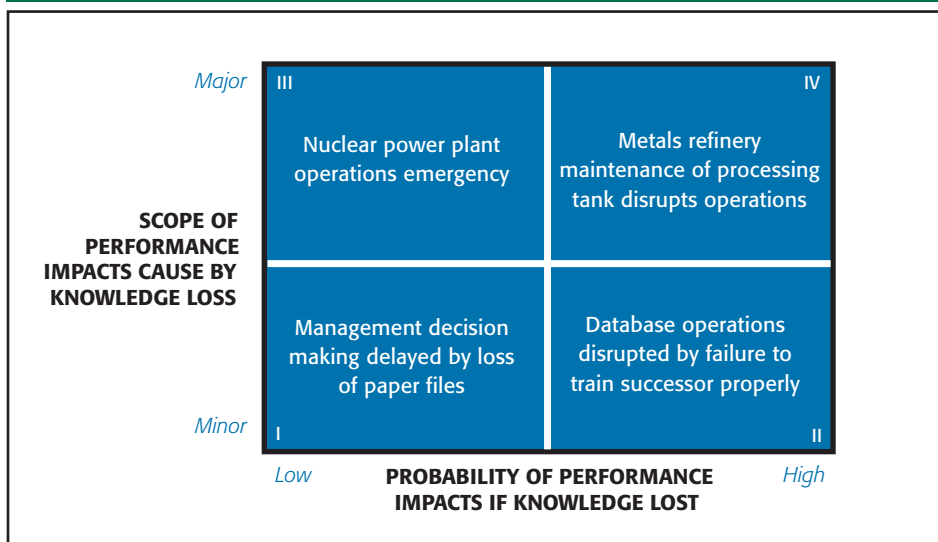 Major
III
IV
Nuclear power plant
operations emergency
Metals refinery
maintenance of processing
tank disrupts operations
SCOPE OF
PERFORMANCE
IMPACTS CAUSE BY
KNOWLEDGE LOSS
Management decision
making delayed by loss
of paper files
Database operations
disrupted by failure to
train successor properly
Minor
I
II
Low
PROBABILITY OF PERFORMANCE
IMPACTS IF KNOWLEDGE LOST
High